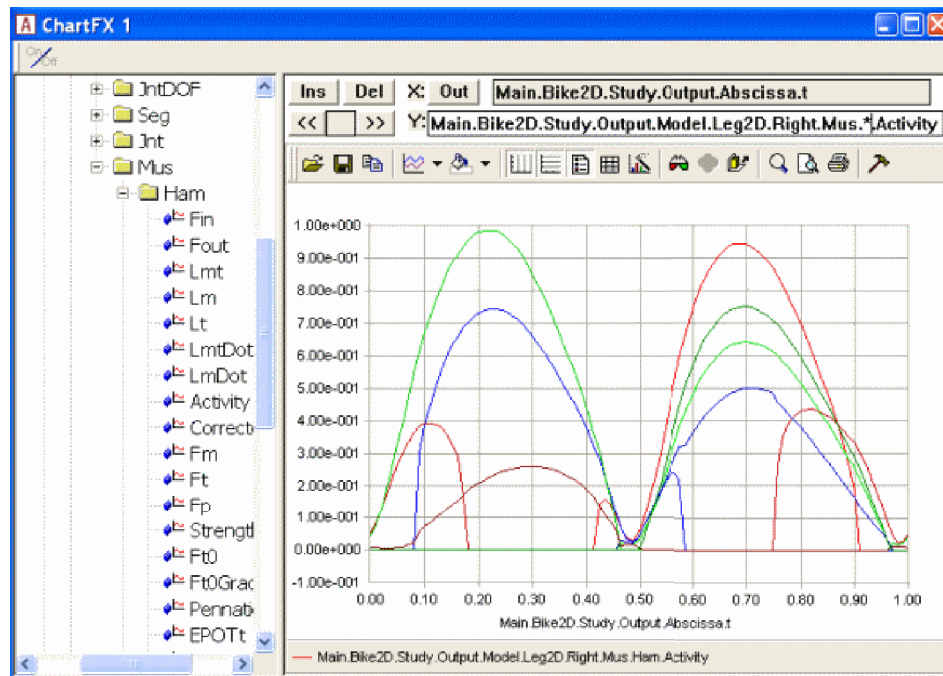 A ChartFX 1
On/Off
JntDOF
Seg
Jnt
Mus
Ham
Fin
Fout
Lmt
Lm
Lt
LmtDot
LmDot
Activity
Correct
Fm
Ft
Fp
Strength
Ft0
Ft0Grac
Pennati
EPOTt
Ins Del X: Out Main.Bike2D.Study.Output.Abscissa.t
<< >> Y: Main.Bike2D.Study.Output.Model.Leg2D.Right.Mus.*.Activity
1.00e+000
9.00e-001
8.00e-001
7.00e-001
6.00e-001
5.00e-001
4.00e-001
3.00e-001
2.00e-001
1.00e-001
0.00e+000
-1.00e-001
0.00 0.10 0.20 0.30 0.40 0.50 0.60 0.70 0.80 0.90 1.00
Main.Bike2D.Study.Output.Abscissa.t
Main.Bike2D.Study.Output.Model.Leg2D.Right.Mus.Ham.Activity